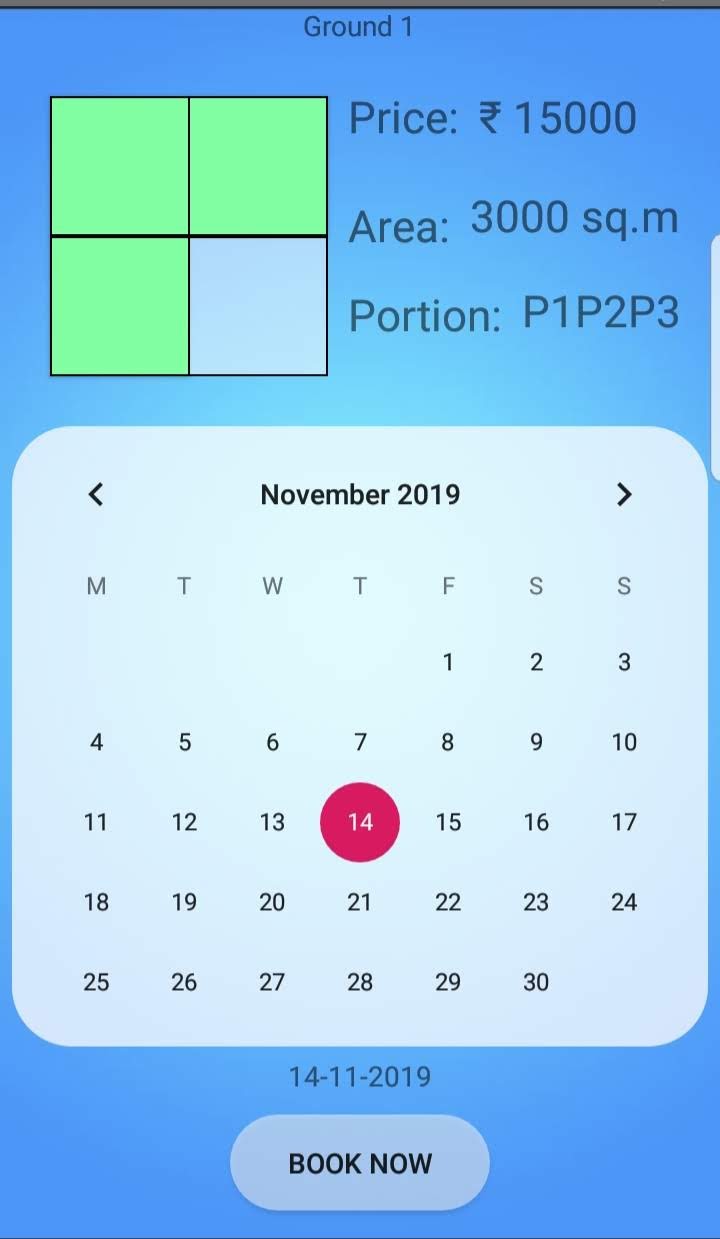 Ground 1
Price: ₹ 15000
Area: 3000 sq.m
Portion: P1P2P3
November 2019
M T W T F S S
1 2 3
4 5 6 7 8 9 10
11 12 13 14 15 16 17
18 19 20 21 22 23 24
25 26 27 28 29 30
14-11-2019
BOOK NOW